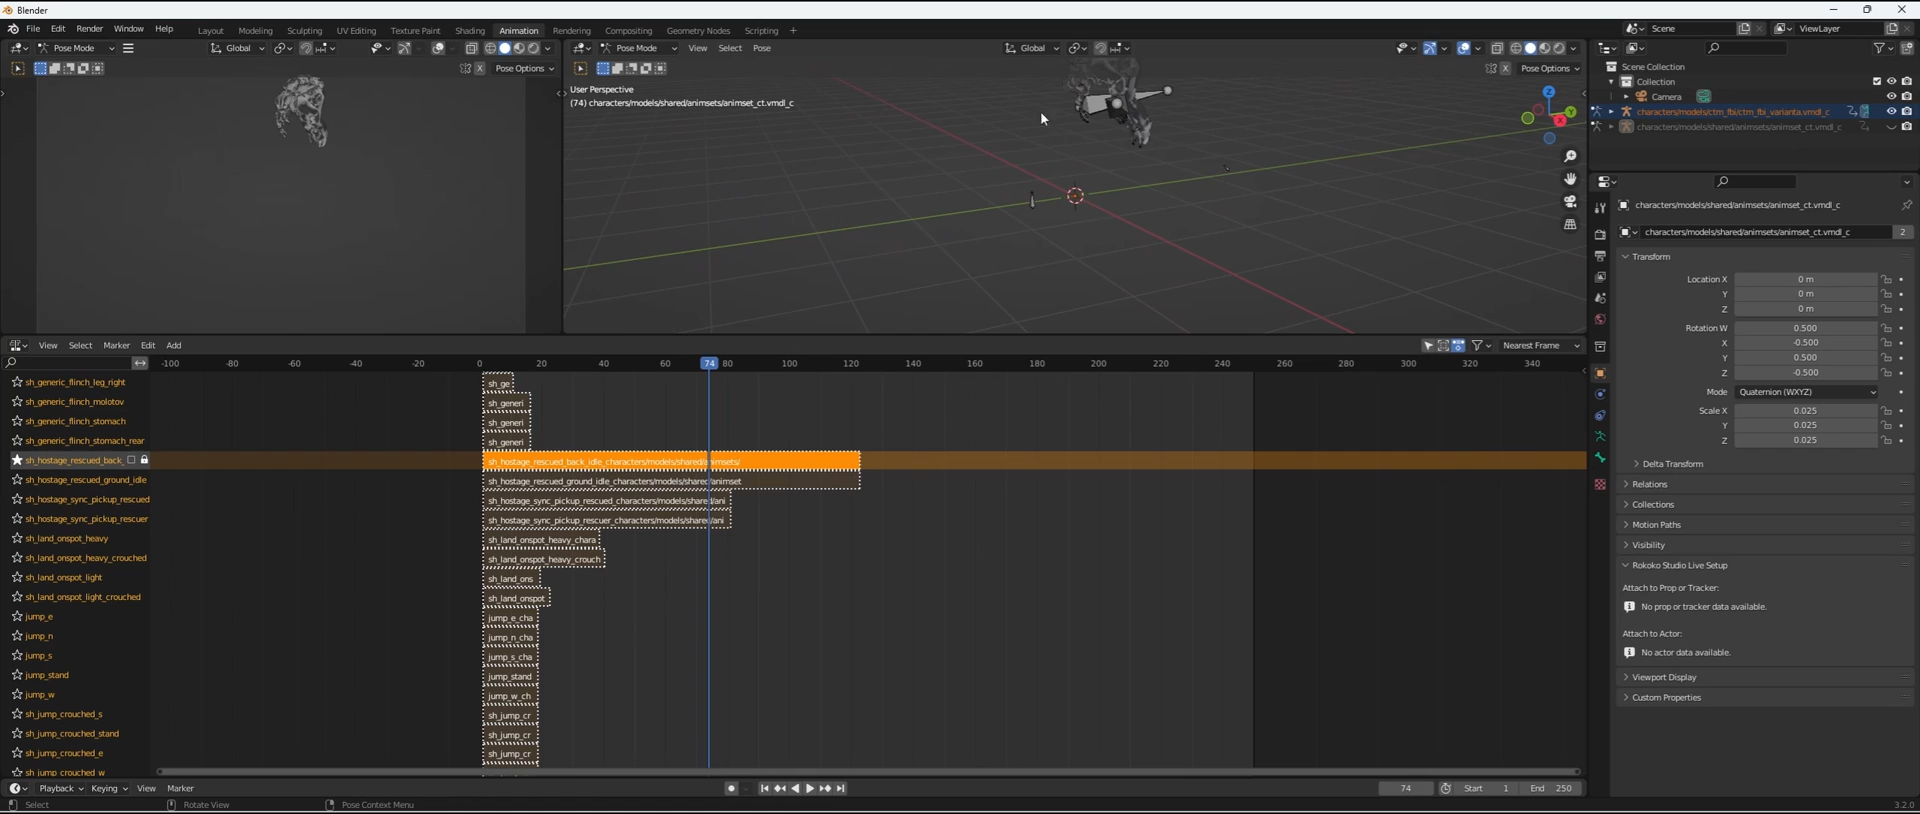 Blender
File Edit Render Window Help Layout Modeling Sculpting UV Editing Texture Paint Shading Animation Rendering Compositing Geometry Nodes Scripting + Scene ViewLayer
Pose Mode Global
Pose Options
Pose Mode View Select Pose Global
Pose Options
User Perspective
(74) characters/models/shared/animsets/animset_ct.vmdl_c
Z
Y
X
Scene Collection
Collection
Camera
characters/models/ctm_fbi/ctm_fbi_varianta.vmdl_c
characters/models/shared/animsets/animset_ct.vmdl_c
characters/models/shared/animsets/animset_ct.vmdl_c
characters/models/shared/animsets/animset_ct.vmdl_c 2
Transform
Location X 0 m
Y 0 m
Z 0 m
Rotation W 0.500
X -0.500
Y 0.500
Z -0.500
Mode Quaternion (WXYZ)
Scale X 0.025
Y 0.025
Z 0.025
Delta Transform
Relations
Collections
Motion Paths
Visibility
Rokoko Studio Live Setup
Attach to Prop or Tracker:
No prop or tracker data available.
Attach to Actor:
No actor data available.
Viewport Display
Custom Properties
View Select Marker Edit Add Nearest Frame
-100 -80 -60 -40 -20 0 20 40 60 74 80 100 120 140 160 180 200 220 240 260 280 300 320 340
sh_generic_flinch_leg_right sh_ge
sh_generic_flinch_molotov sh_generi
sh_generic_flinch_stomach sh_generi
sh_generic_flinch_stomach_rear sh_generi
sh_hostage_rescued_back_ sh_hostage_rescued_back_idle_characters/models/shared/animsets/
sh_hostage_rescued_ground_idle sh_hostage_rescued_ground_idle_characters/models/shared/animset
sh_hostage_sync_pickup_rescued sh_hostage_sync_pickup_rescued_characters/models/shared/ani
sh_hostage_sync_pickup_rescuer sh_hostage_sync_pickup_rescuer_characters/models/shared/ani
sh_land_onspot_heavy sh_land_onspot_heavy_chara
sh_land_onspot_heavy_crouched sh_land_onspot_heavy_crouch
sh_land_onspot_light sh_land_ons
sh_land_onspot_light_crouched sh_land_onspot
jump_e jump_e_cha
jump_n jump_n_cha
jump_s jump_s_cha
jump_stand jump_stand
jump_w jump_w_ch
sh_jump_crouched_s sh_jump_cr
sh_jump_crouched_stand sh_jump_cr
sh_jump_crouched_e sh_jump_cr
sh_jump_crouched_w
Playback Keying View Marker 74 Start 1 End 250
Select Rotate View Pose Context Menu 3.2.0